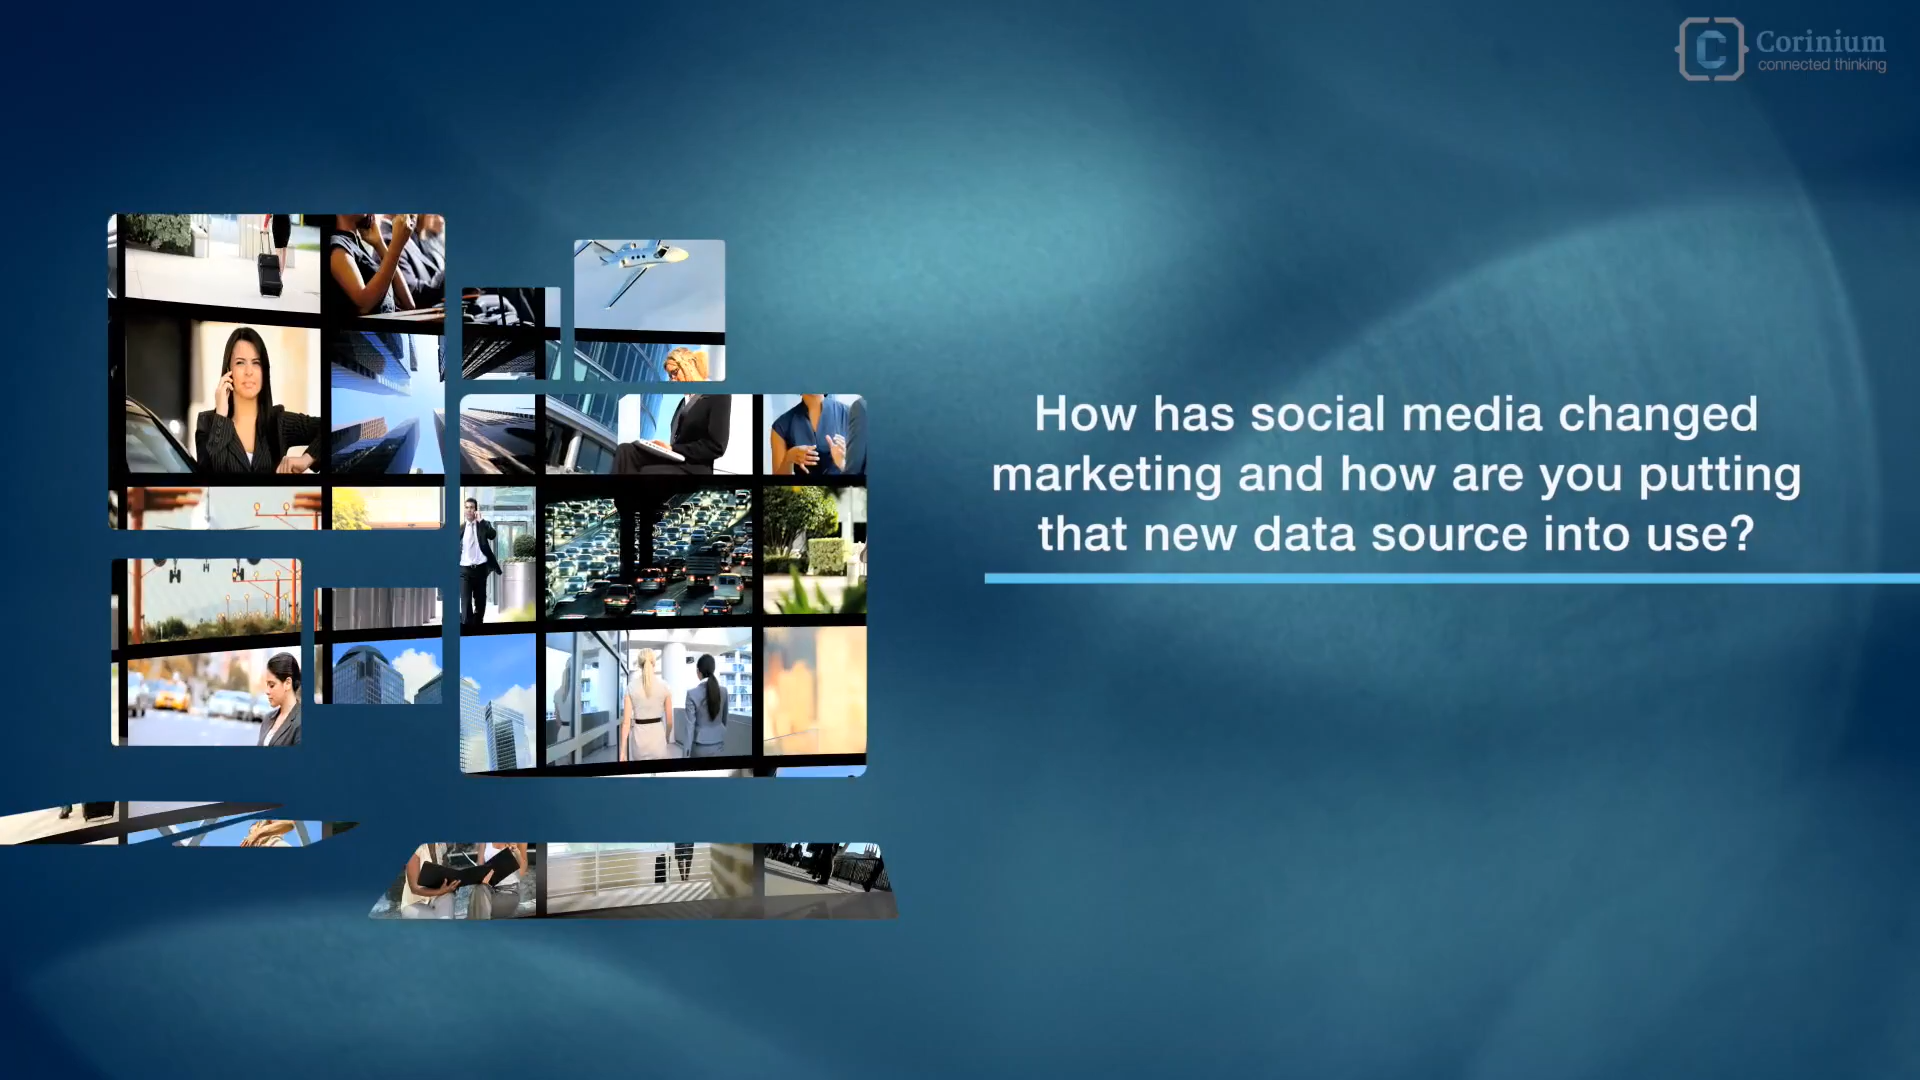 Corinium
connected thinking
How has social media changed
marketing and how are you putting
that new data source into use?